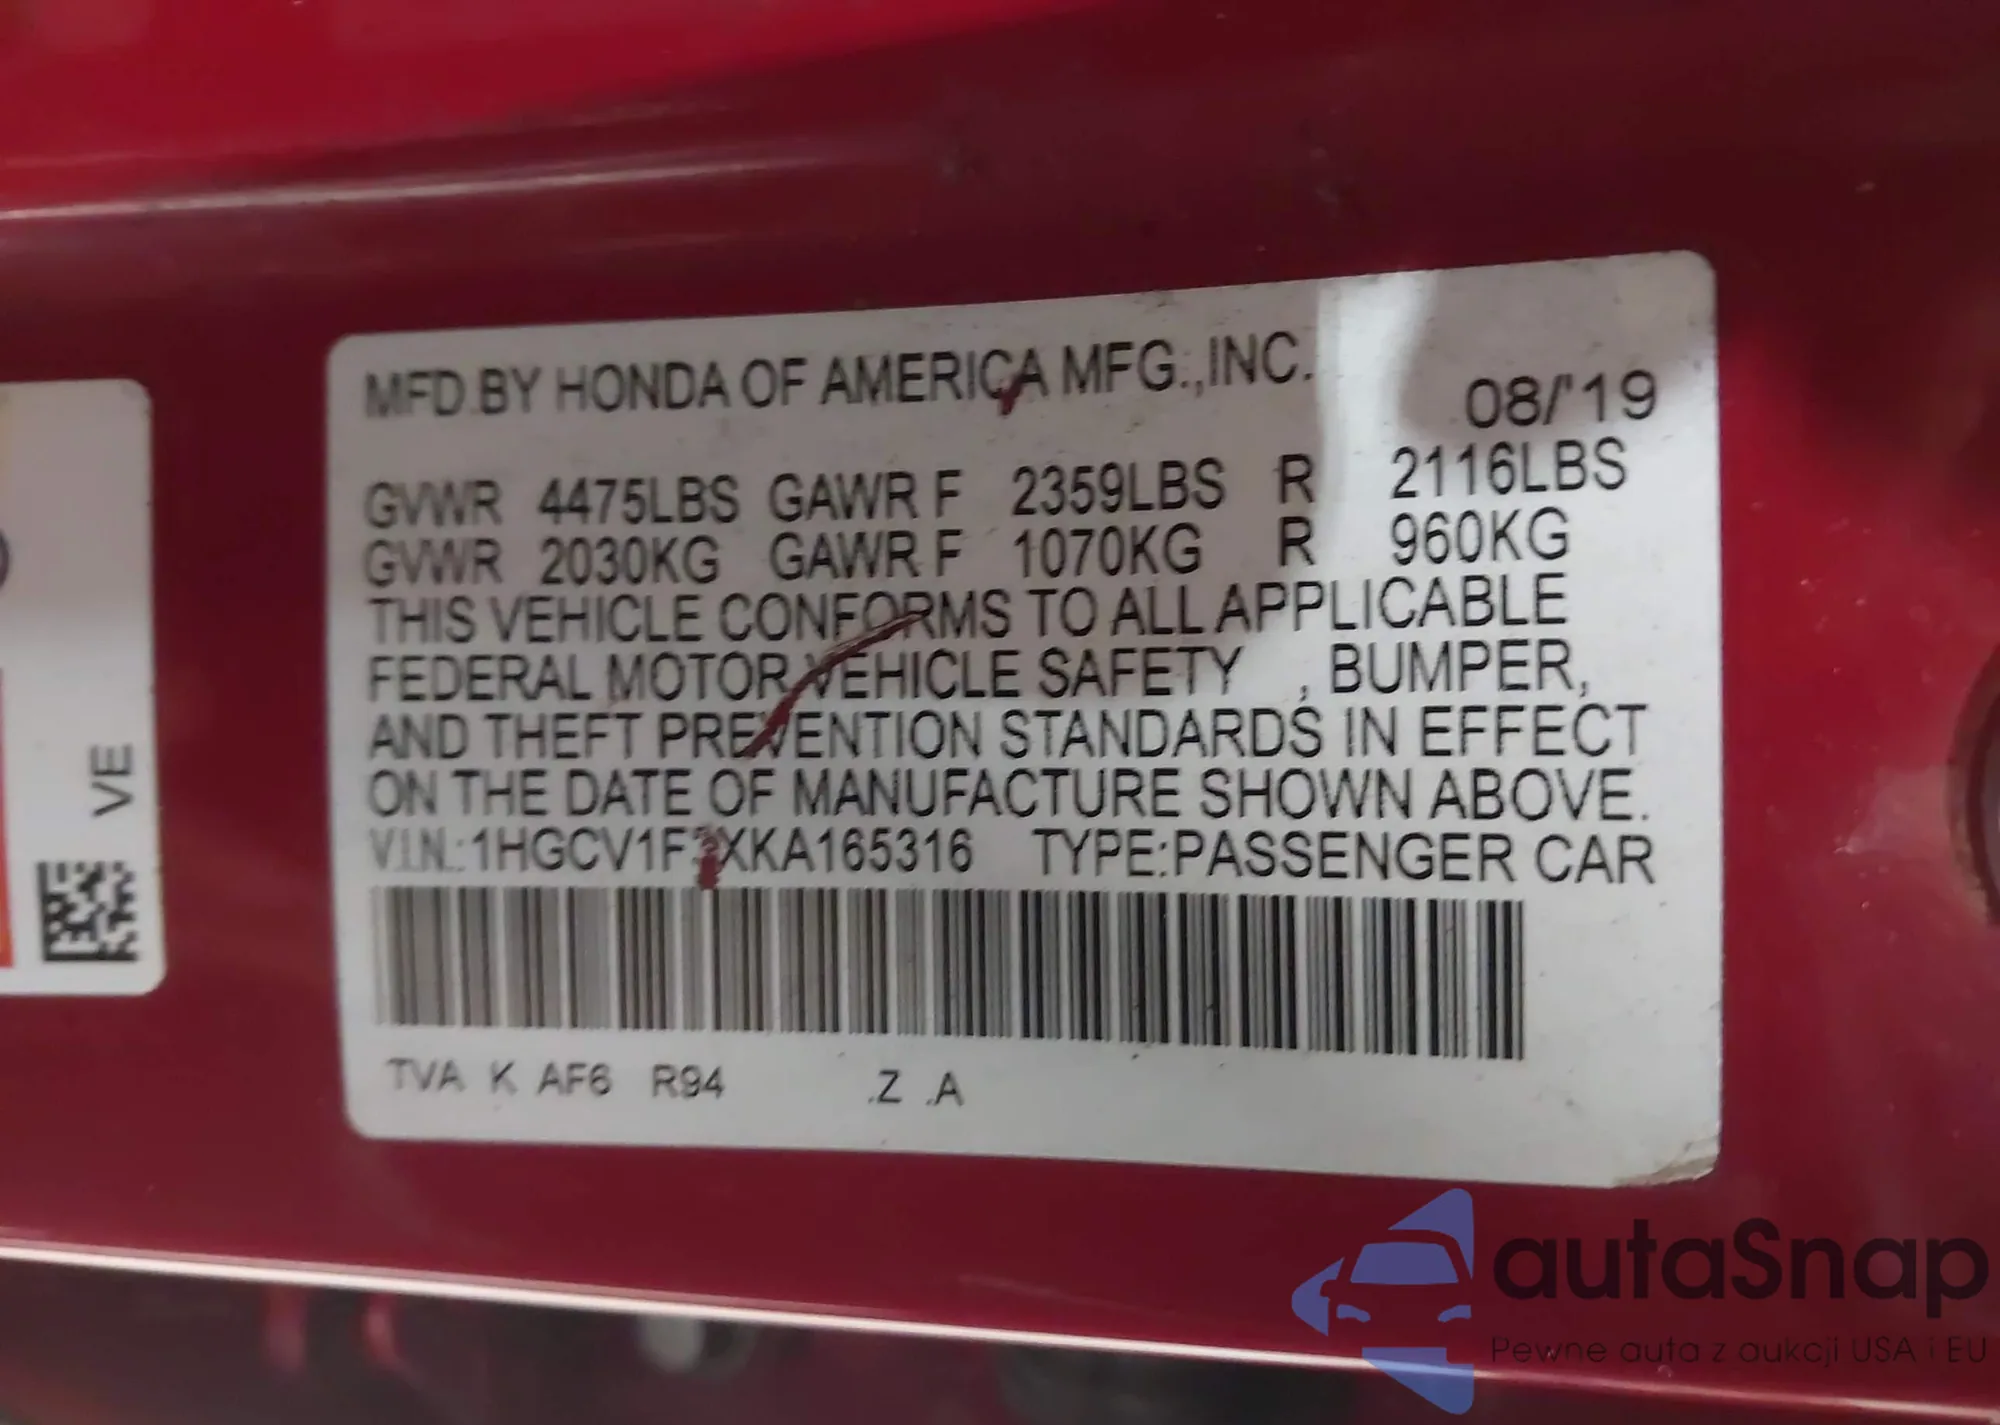 MFD.BY HONDA OF AMERICA MFG.,INC.
08/'19
GVWR 4475LBS GAWR F 2359LBS R 2116LBS
GVWR 2030KG GAWR F 1070KG R 960KG
THIS VEHICLE CONFORMS TO ALL APPLICABLE
FEDERAL MOTOR VEHICLE SAFETY , BUMPER,
AND THEFT PREVENTION STANDARDS IN EFFECT
ON THE DATE OF MANUFACTURE SHOWN ABOVE.
V.I.N.: TYPE:PASSENGER CAR
TVA K AF6 R94 .Z .A
VE
autaSnap
Pewne auta z aukcji USA i EU